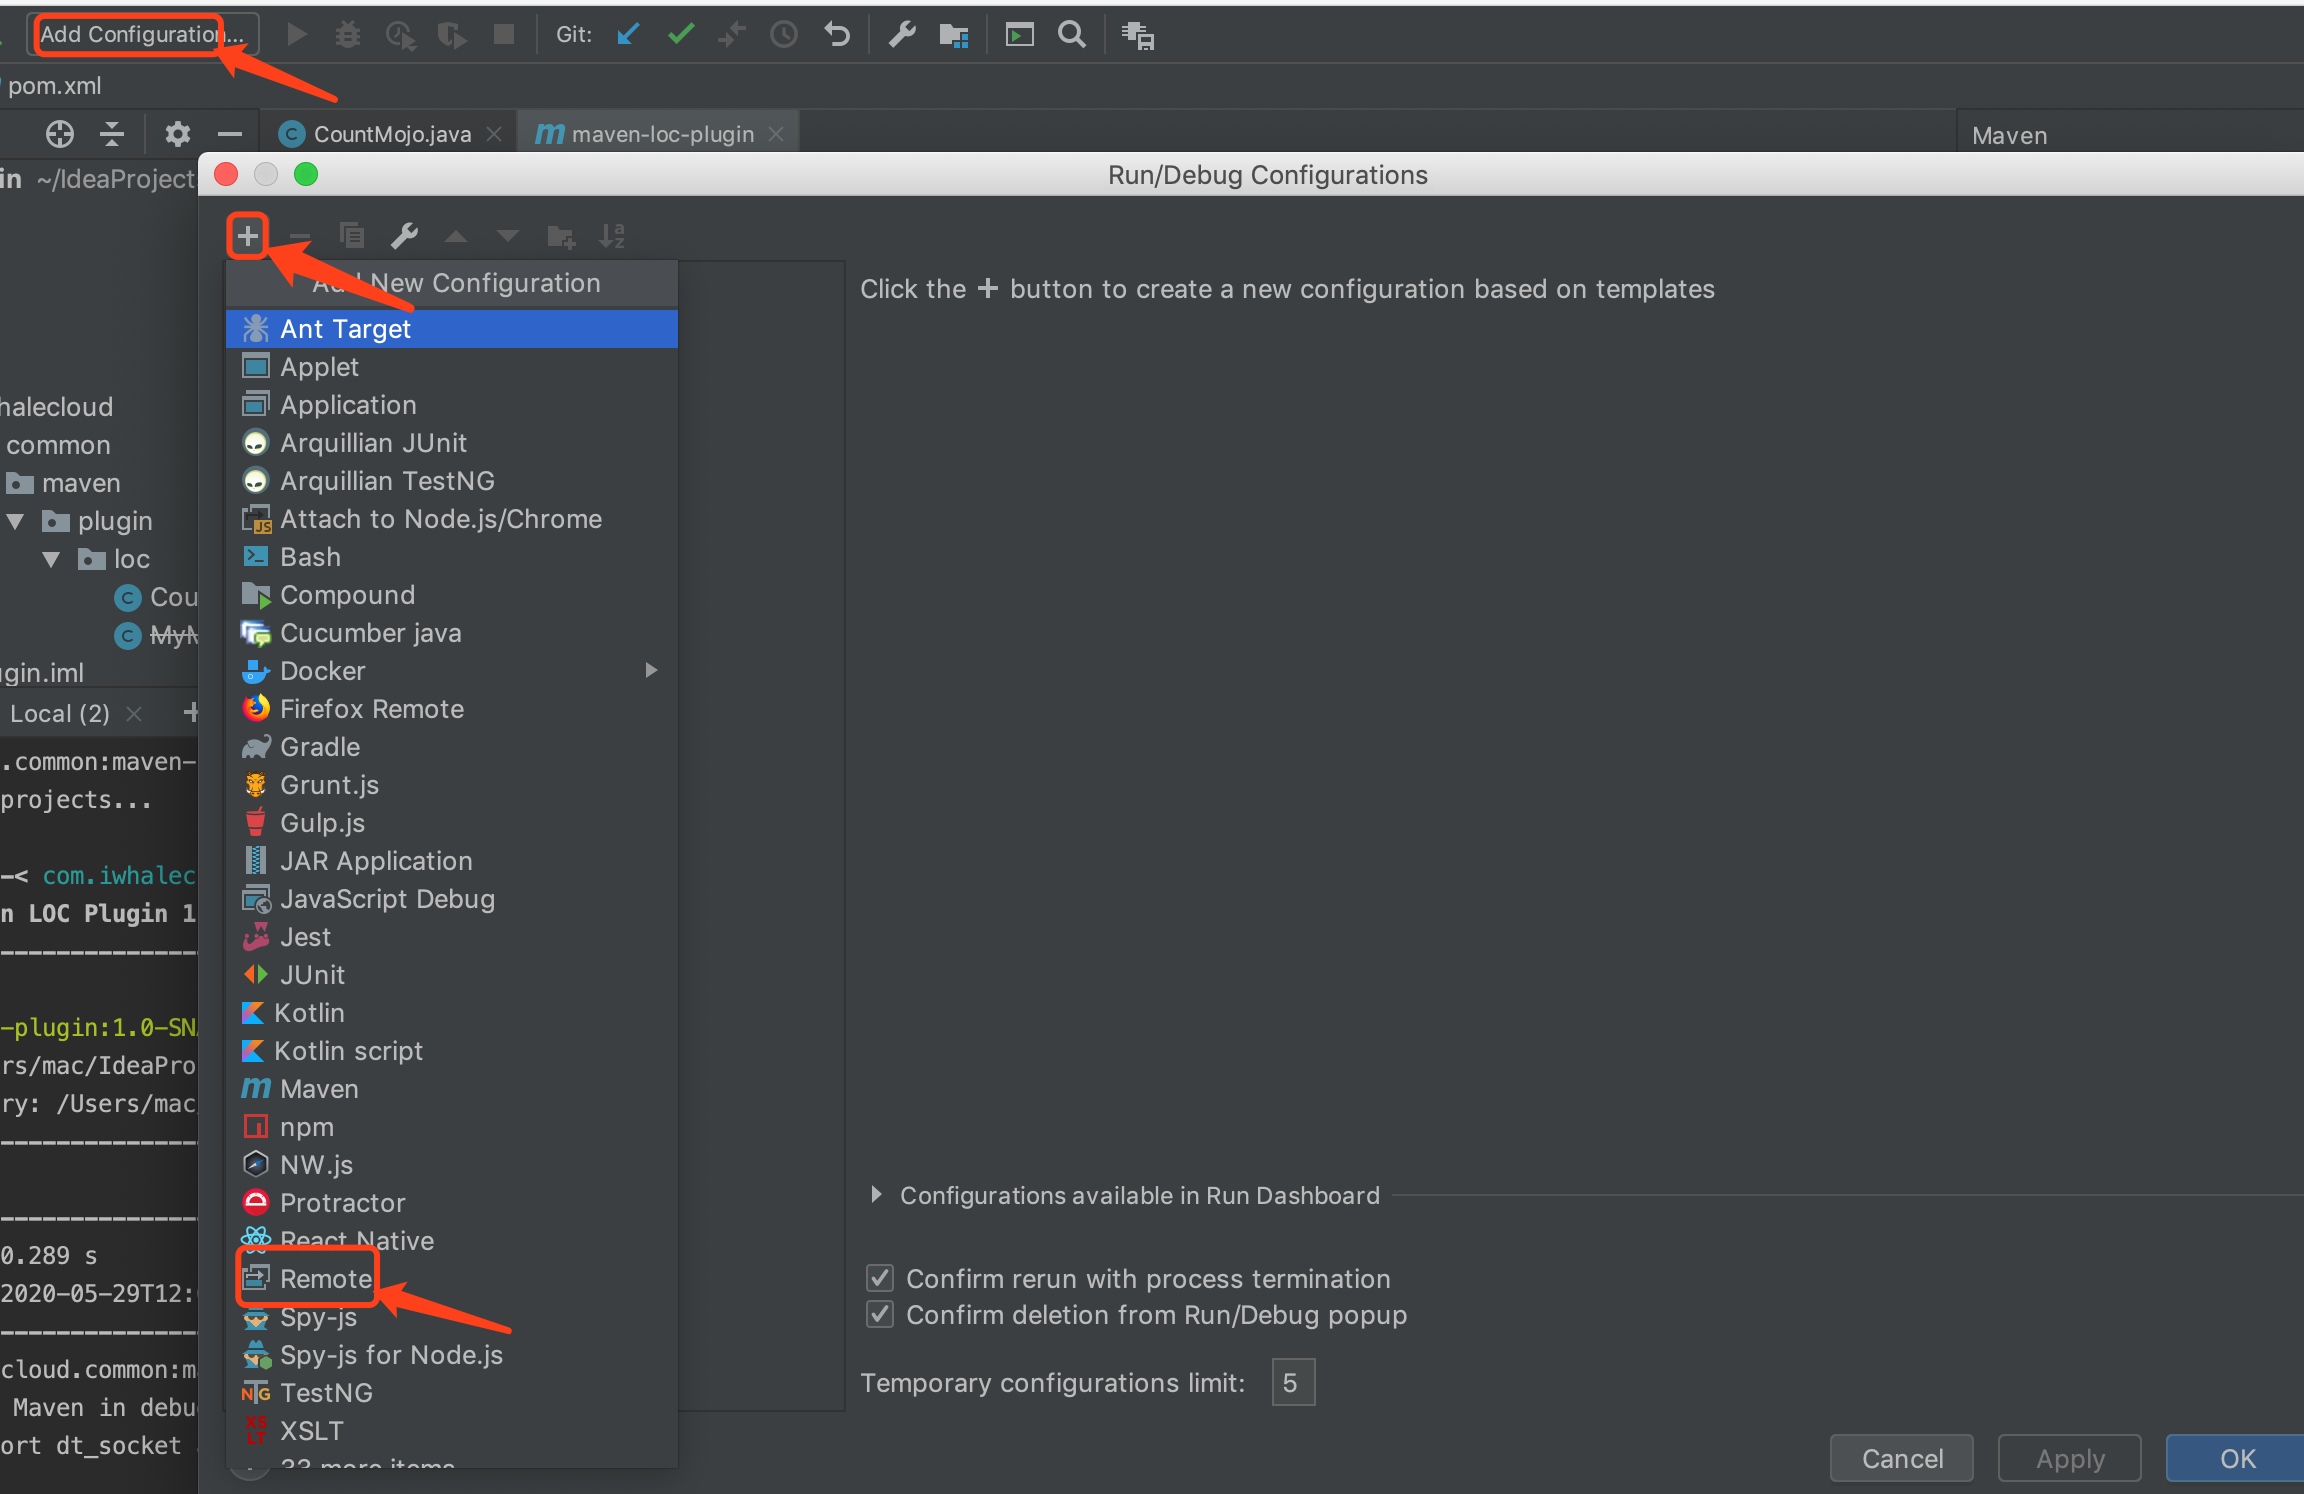 Add Configuration...
Git:
pom.xml
CountMojo.java
maven-loc-plugin
Maven
in ~/IdeaProject
Run/Debug Configurations
New Configuration
Click the + button to create a new configuration based on templates
Ant Target
Applet
Application
Arquillian JUnit
Arquillian TestNG
Attach to Node.js/Chrome
Bash
Compound
Cucumber java
Docker
Firefox Remote
Gradle
Grunt.js
Gulp.js
JAR Application
JavaScript Debug
Jest
JUnit
Kotlin
Kotlin script
Maven
npm
NW.js
Protractor
React Native
Remote
Spy-js
Spy-js for Node.js
TestNG
XSLT
33 more items
halecloud
common
maven
plugin
loc
Cou
MyM
gin.iml
Local (2)
.common:maven-
projects...
-< com.iwhalec
n LOC Plugin 1
-plugin:1.0-SN
rs/mac/IdeaPro
ry: /Users/mac
0.289 s
2020-05-29T12:
cloud.common:m
Maven in debu
ort dt_socket
Configurations available in Run Dashboard
Confirm rerun with process termination
Confirm deletion from Run/Debug popup
Temporary configurations limit: 5
Cancel
Apply
OK